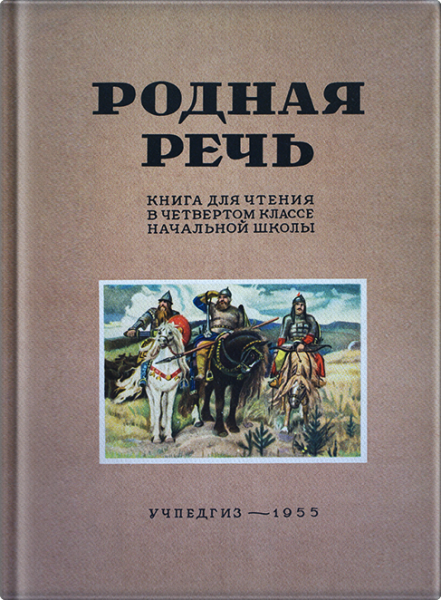 РОДНАЯ
РЕЧЬ
КНИГА ДЛЯ ЧТЕНИЯ
В ЧЕТВЕРТОМ КЛАССЕ
НАЧАЛЬНОЙ ШКОЛЫ
УЧПЕДГИЗ — 1955